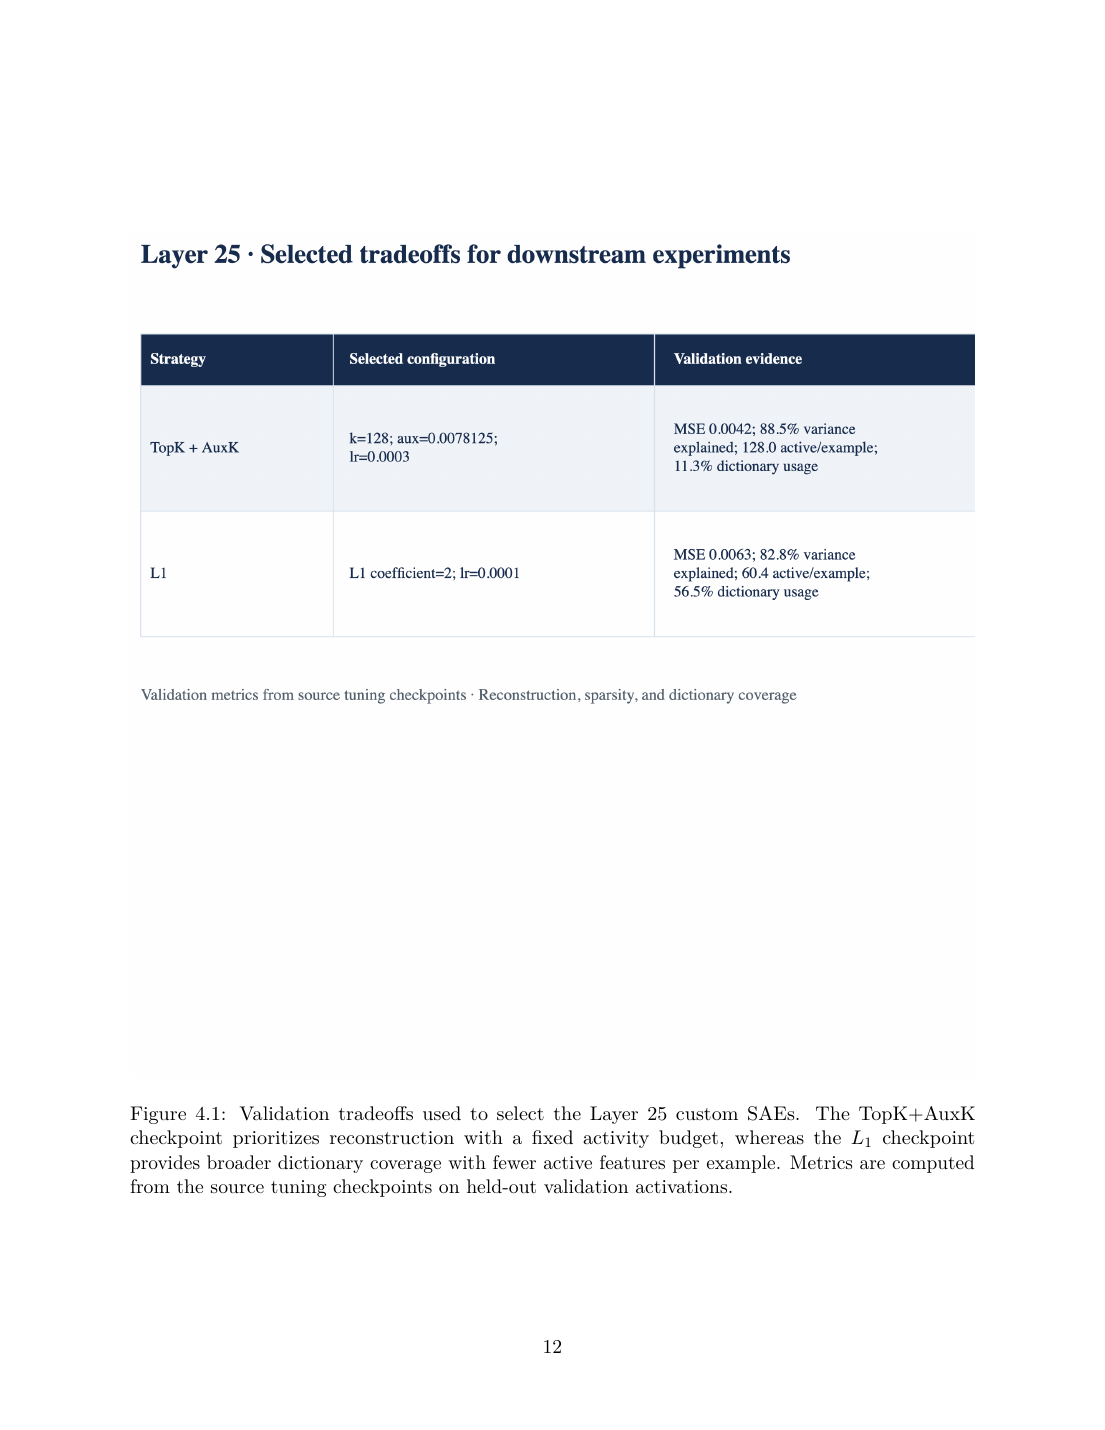 Layer 25 · Selected tradeoffs for downstream experiments
Strategy Selected configuration Validation evidence
TopK + AuxK
k=128; aux=0.0078125;
lr=0.0003
MSE 0.0042; 88.5% variance
explained; 128.0 active/example;
11.3% dictionary usage
L1
L1 coefficient=2; lr=0.0001
MSE 0.0063; 82.8% variance
explained; 60.4 active/example;
56.5% dictionary usage
Validation metrics from source tuning checkpoints · Reconstruction, sparsity, and dictionary coverage
Figure 4.1: Validation tradeoffs used to select the Layer 25 custom SAEs. The TopK+AuxK
checkpoint prioritizes reconstruction with a fixed activity budget, whereas the L1 checkpoint
provides broader dictionary coverage with fewer active features per example. Metrics are computed
from the source tuning checkpoints on held-out validation activations.
12